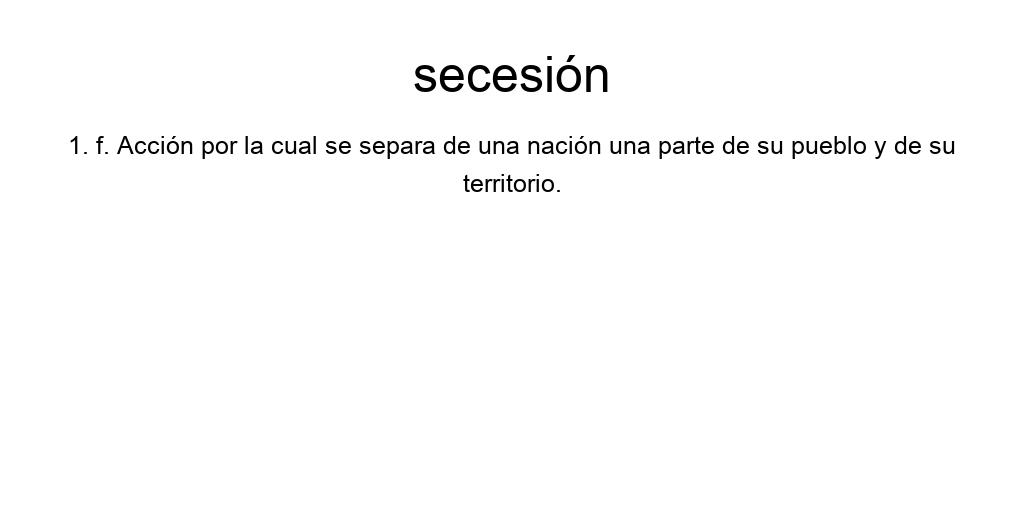 secesión
1. f. Acción por la cual se separa de una nación una parte de su pueblo y de su
territorio.